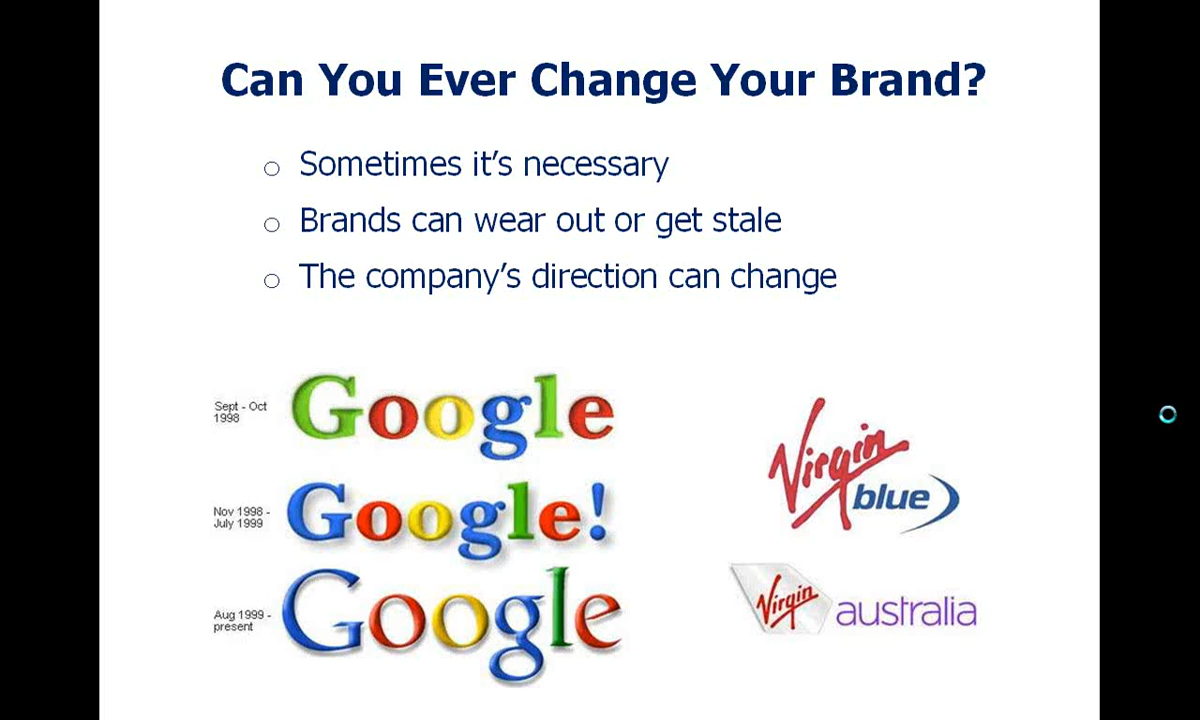 Can You Ever Change Your Brand?
o Sometimes it's necessary
o Brands can wear out or get stale
o The company's direction can change
Sept - Oct
1998
Google
Nov 1998 -
July 1999
Google!
Aug 1999 -
present
Google
Virgin
blue
Virgin
australia